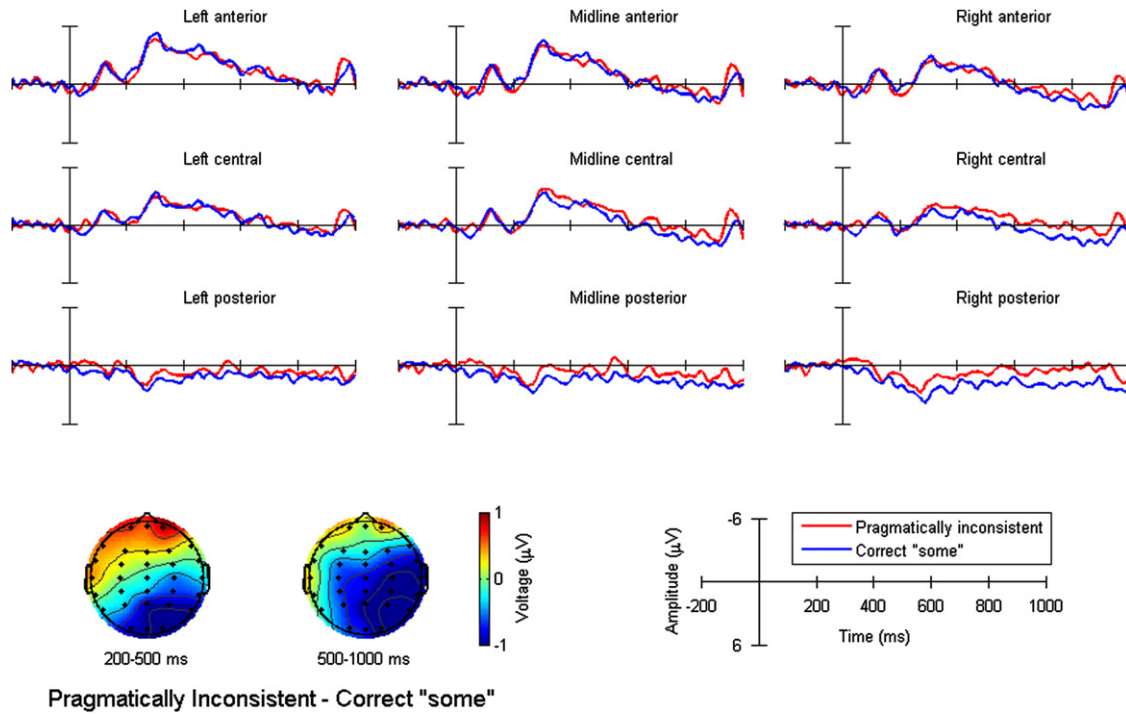 Left anterior
Midline anterior
Right anterior
Left central
Midline central
Right central
Left posterior
Midline posterior
Right posterior
1
0
-1
Voltage (μV)
200-500 ms
500-1000 ms
Pragmatically Inconsistent - Correct "some"
-6
6
Amplitude (μV)
-200
200
400
600
800
1000
Time (ms)
Pragmatically inconsistent
Correct "some"